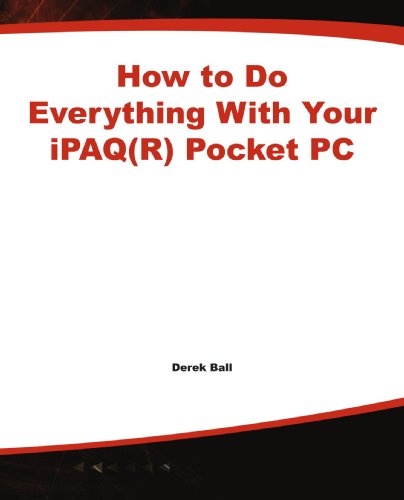 How to Do
Everything With Your
iPAQ(R) Pocket PC
Derek Ball